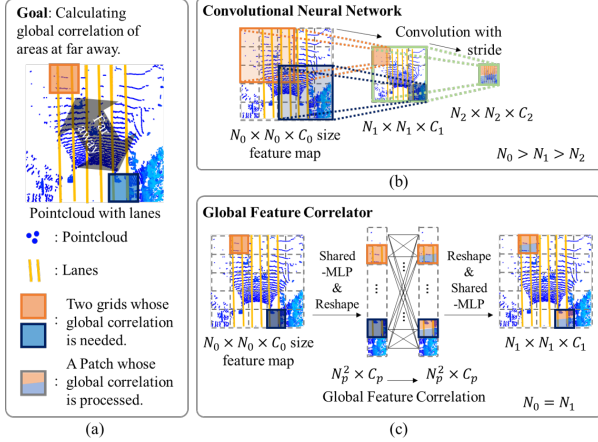 Goal: Calculating
global correlation of
areas at far away.
Pointcloud with lanes
: Pointcloud
: Lanes
Two grids whose
: global correlation
is needed.
A Patch whose
: global correlation
is processed.
(a)
Convolutional Neural Network
Convolution with
stride
N₀ × N₀ × C₀ size
feature map
N₁ × N₁ × C₁
N₂ × N₂ × C₂
N₀ > N₁ > N₂
(b)
Global Feature Correlator
Shared
-MLP
&
Reshape
Reshape
&
Shared
-MLP
N₀ × N₀ × C₀ size
feature map
Nₚ² × Cₚ
Nₚ² × Cₚ
Global Feature Correlation
N₁ × N₁ × C₁
N₀ = N₁
(c)